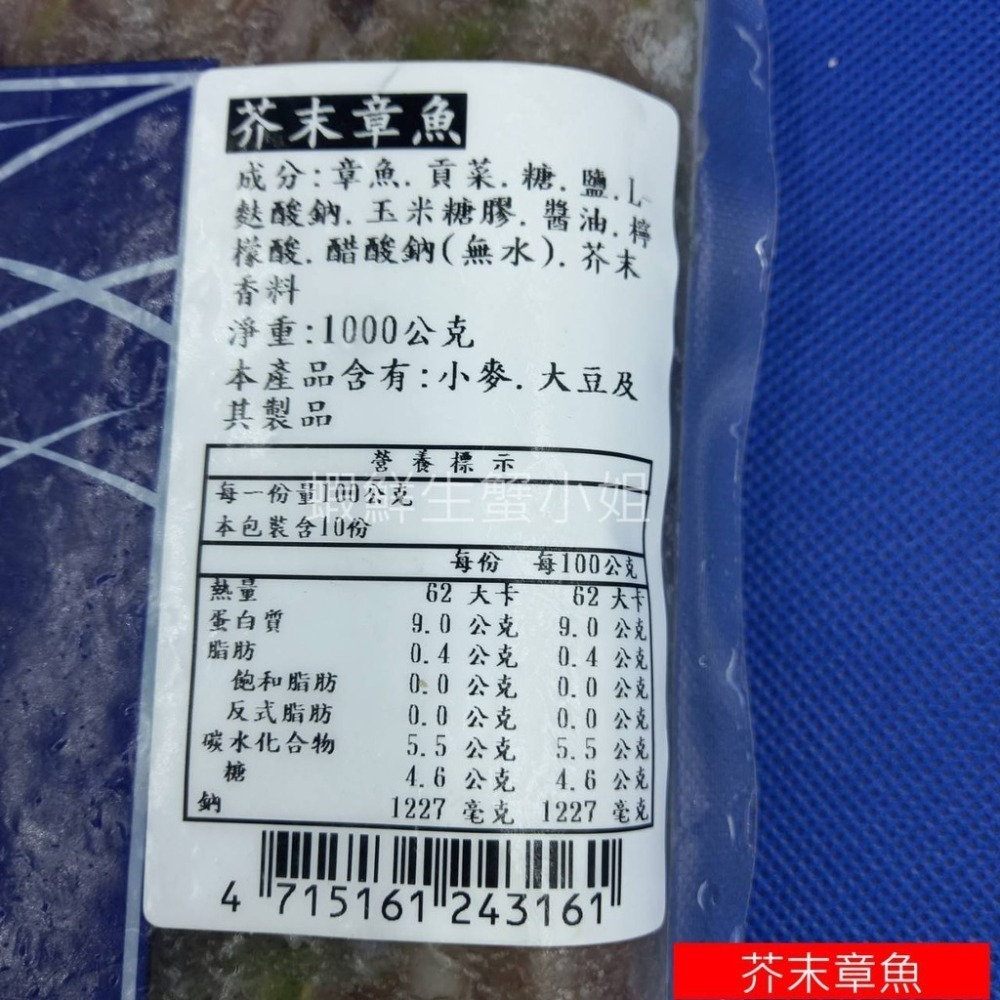 芥末章魚
成分:章魚.貢菜.糖.鹽.L-
麩酸鈉.玉米糖膠.醬油.檸
檬酸.醋酸鈉(無水).芥末
香料
淨重:1000公克
本產品含有:小麥.大豆及
其製品
營養標示
每一份量100公克
本包裝含10份
每份 每100公克
熱量 62 大卡 62 大卡
蛋白質 9.0 公克 9.0 公克
脂肪 0.4 公克 0.4 公克
飽和脂肪 0.0 公克 0.0 公克
反式脂肪 0.0 公克 0.0 公克
碳水化合物 5.5 公克 5.5 公克
糖 4.6 公克 4.6 公克
鈉 1227 毫克 1227 毫克
4 715161 243161
蝦鮮生蟹小姐
芥末章魚